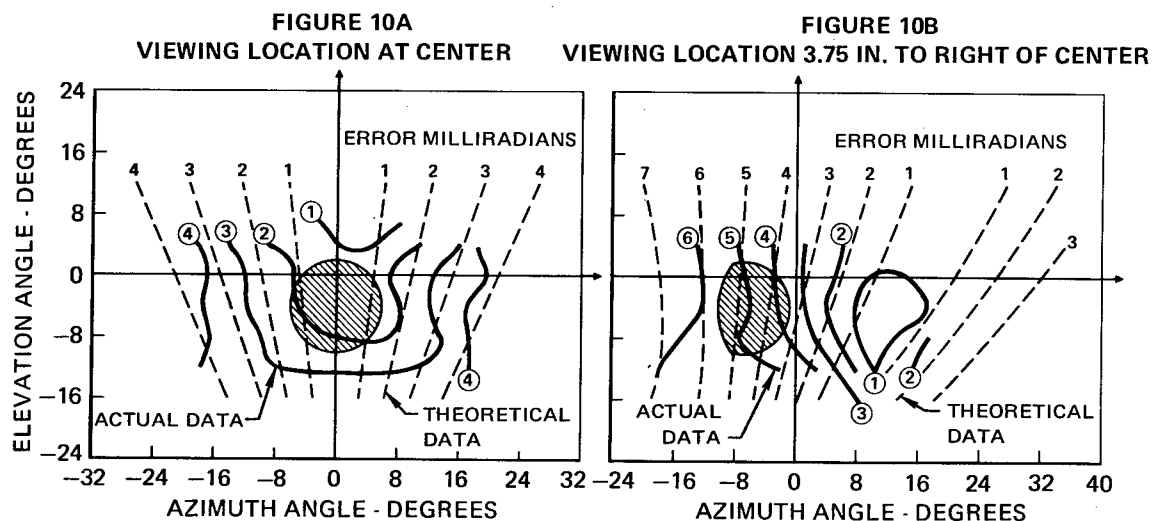 FIGURE 10A
VIEWING LOCATION AT CENTER
ELEVATION ANGLE - DEGREES
24
16
8
0
−8
−16
−24
ERROR MILLIRADIANS
4 3 2 1 1 2 3 4
4 3 2 1
4
ACTUAL DATA
THEORETICAL
DATA
−32 −24 −16 −8 0 8 16 24 32
AZIMUTH ANGLE - DEGREES
FIGURE 10B
VIEWING LOCATION 3.75 IN. TO RIGHT OF CENTER
ERROR MILLIRADIANS
7 6 5 4 3 2 1 1 2 3
6 5 4 2
1 2
3
ACTUAL
DATA
THEORETICAL
DATA
−24 −16 −8 0 8 16 24 32 40
AZIMUTH ANGLE - DEGREES